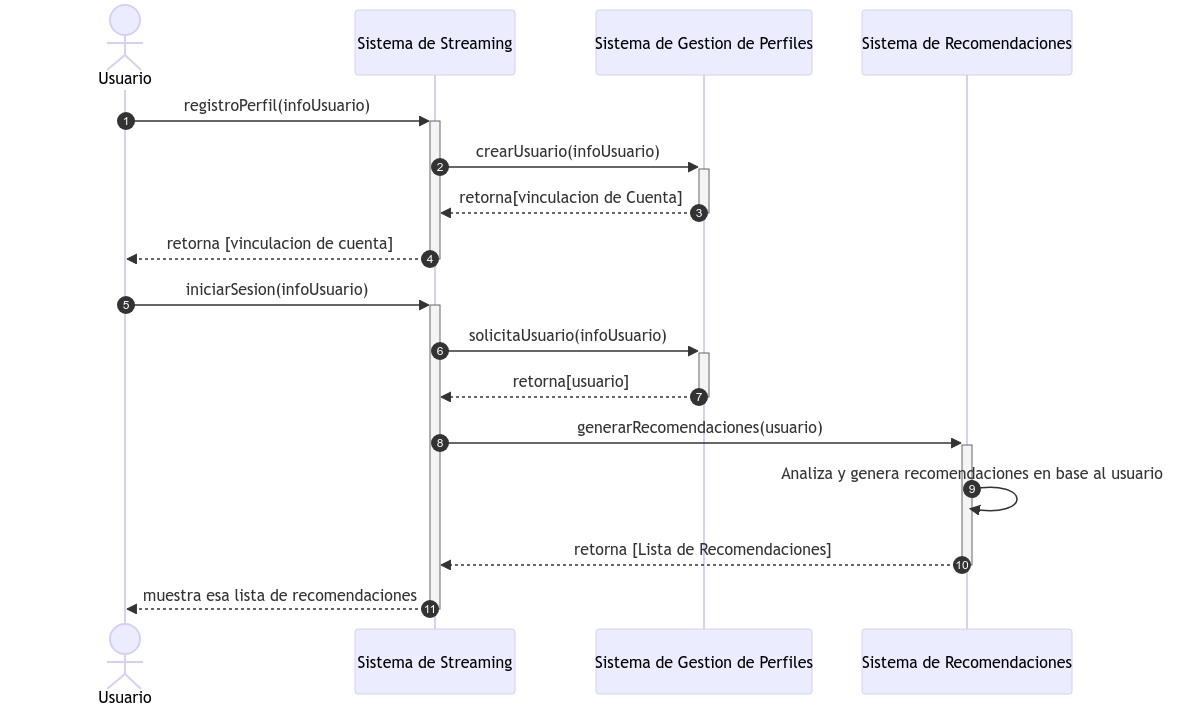 Usuario
Sistema de Streaming
Sistema de Gestion de Perfiles
Sistema de Recomendaciones
registroPerfil(infoUsuario)
1
crearUsuario(infoUsuario)
2
retorna[vinculacion de Cuenta]
3
retorna [vinculacion de cuenta]
4
iniciarSesion(infoUsuario)
5
solicitaUsuario(infoUsuario)
6
retorna[usuario]
7
generarRecomendaciones(usuario)
8
Analiza y genera recomendaciones en base al usuario
9
retorna [Lista de Recomendaciones]
10
muestra esa lista de recomendaciones
11
Usuario
Sistema de Streaming
Sistema de Gestion de Perfiles
Sistema de Recomendaciones